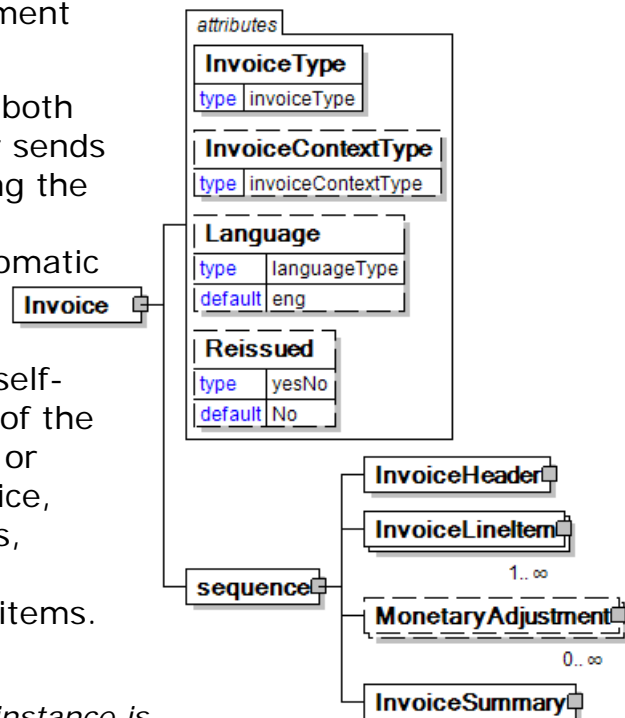 ment
both
sends
ng the
omatic
self-
of the
or
ice,
s,
items.
instance is
attributes
InvoiceType
type invoiceType
InvoiceContextType
type invoiceContextType
Language
type languageType
default eng
Reissued
type yesNo
default No
Invoice
sequence
InvoiceHeader
InvoiceLineItem
1.. ∞
MonetaryAdjustment
0.. ∞
InvoiceSummary